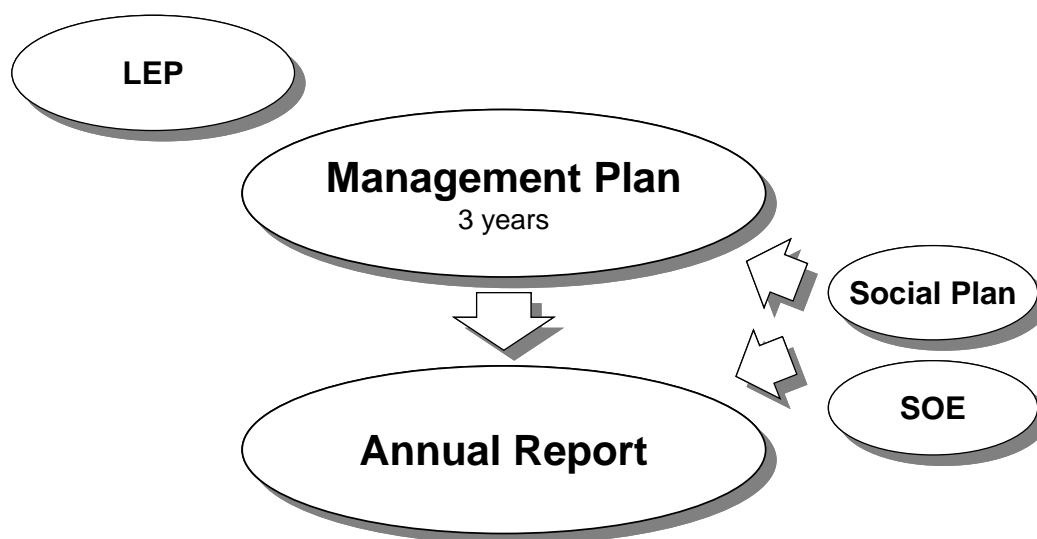 LEP
Management Plan
3 years
Social Plan
SOE
Annual Report